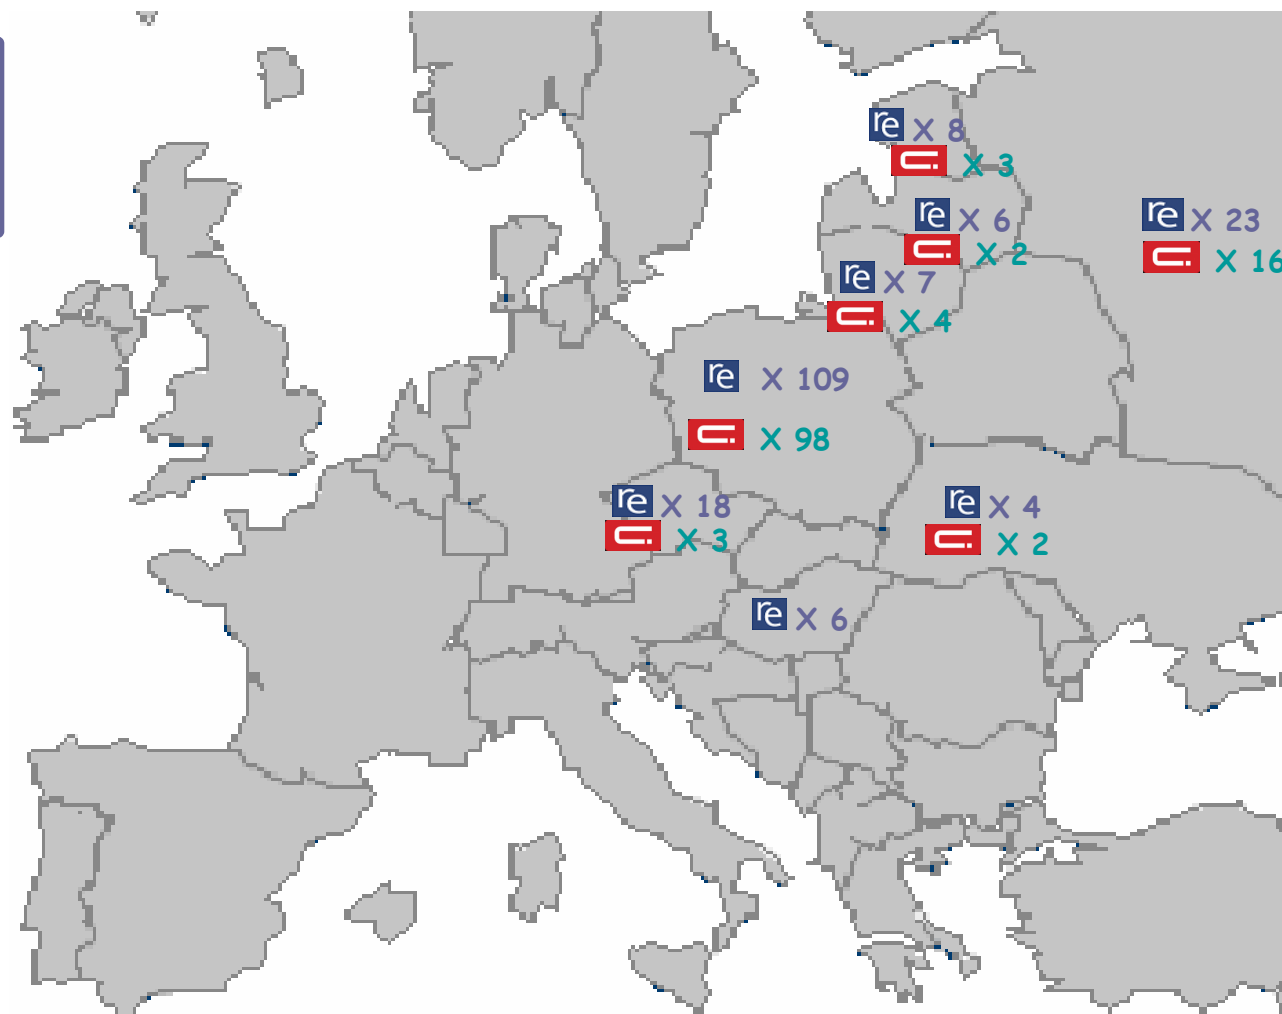 re X 8
X 3
re X 6
X 2
re X 23
X 16
re X 7
X 4
re X 109
X 98
re X 18
X 3
re X 4
X 2
re X 6